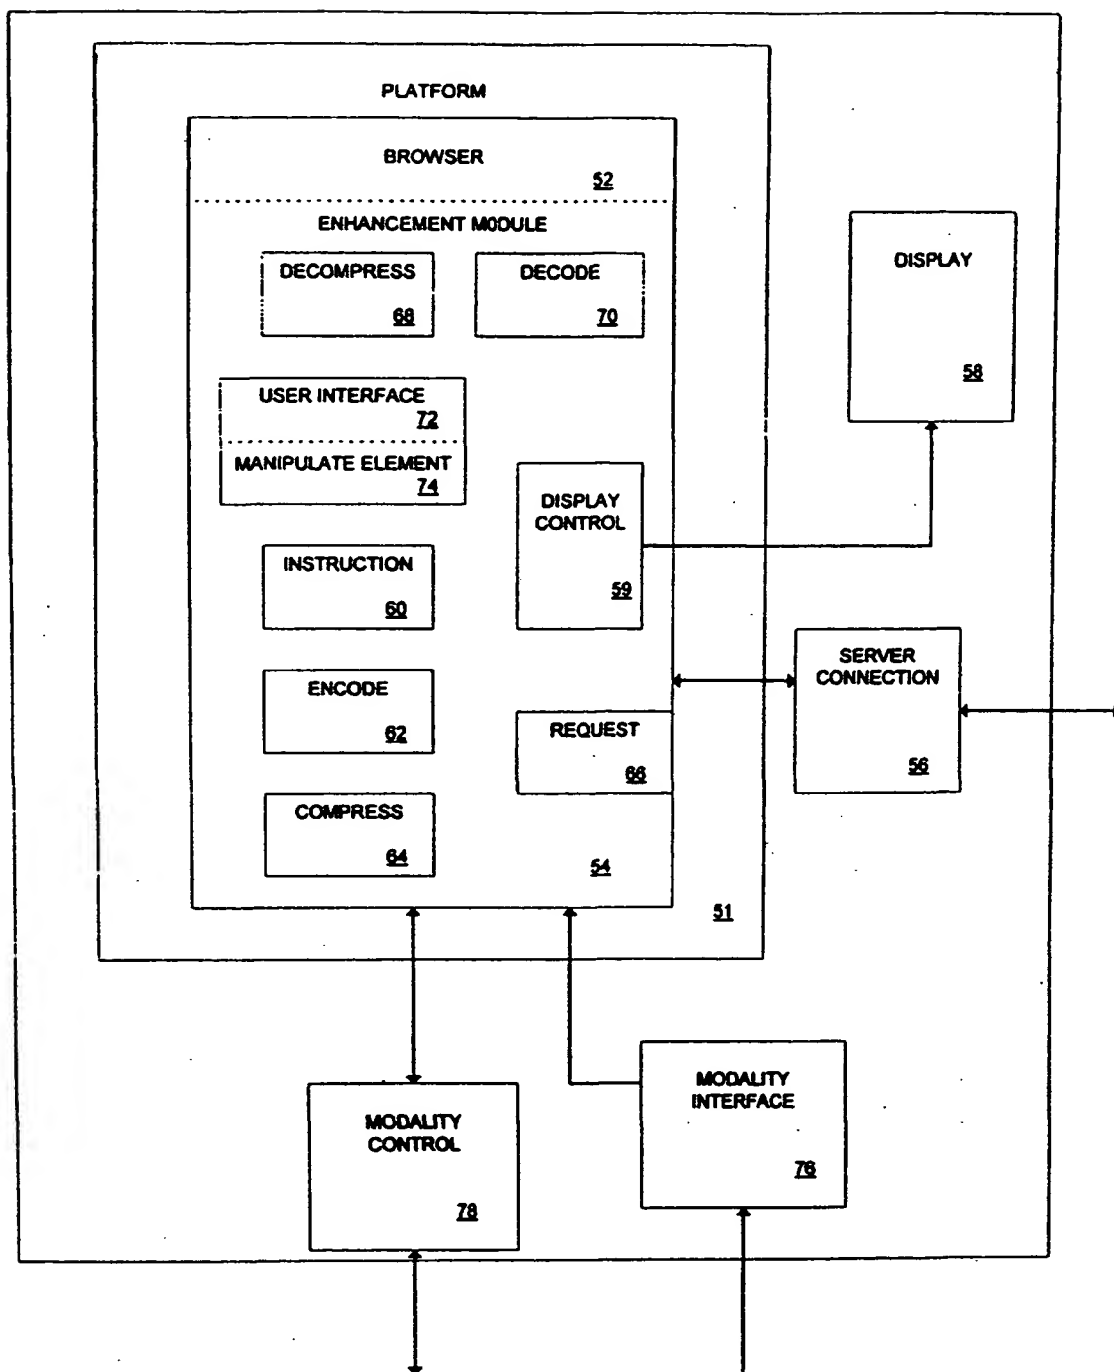 PLATFORM
BROWSER
52
ENHANCEMENT MODULE
DECOMPRESS
68
DECODE
70
DISPLAY
58
USER INTERFACE
72
MANIPULATE ELEMENT
74
DISPLAY
CONTROL
59
INSTRUCTION
60
SERVER
CONNECTION
56
ENCODE
62
REQUEST
66
COMPRESS
64
54
51
MODALITY
CONTROL
78
MODALITY
INTERFACE
76